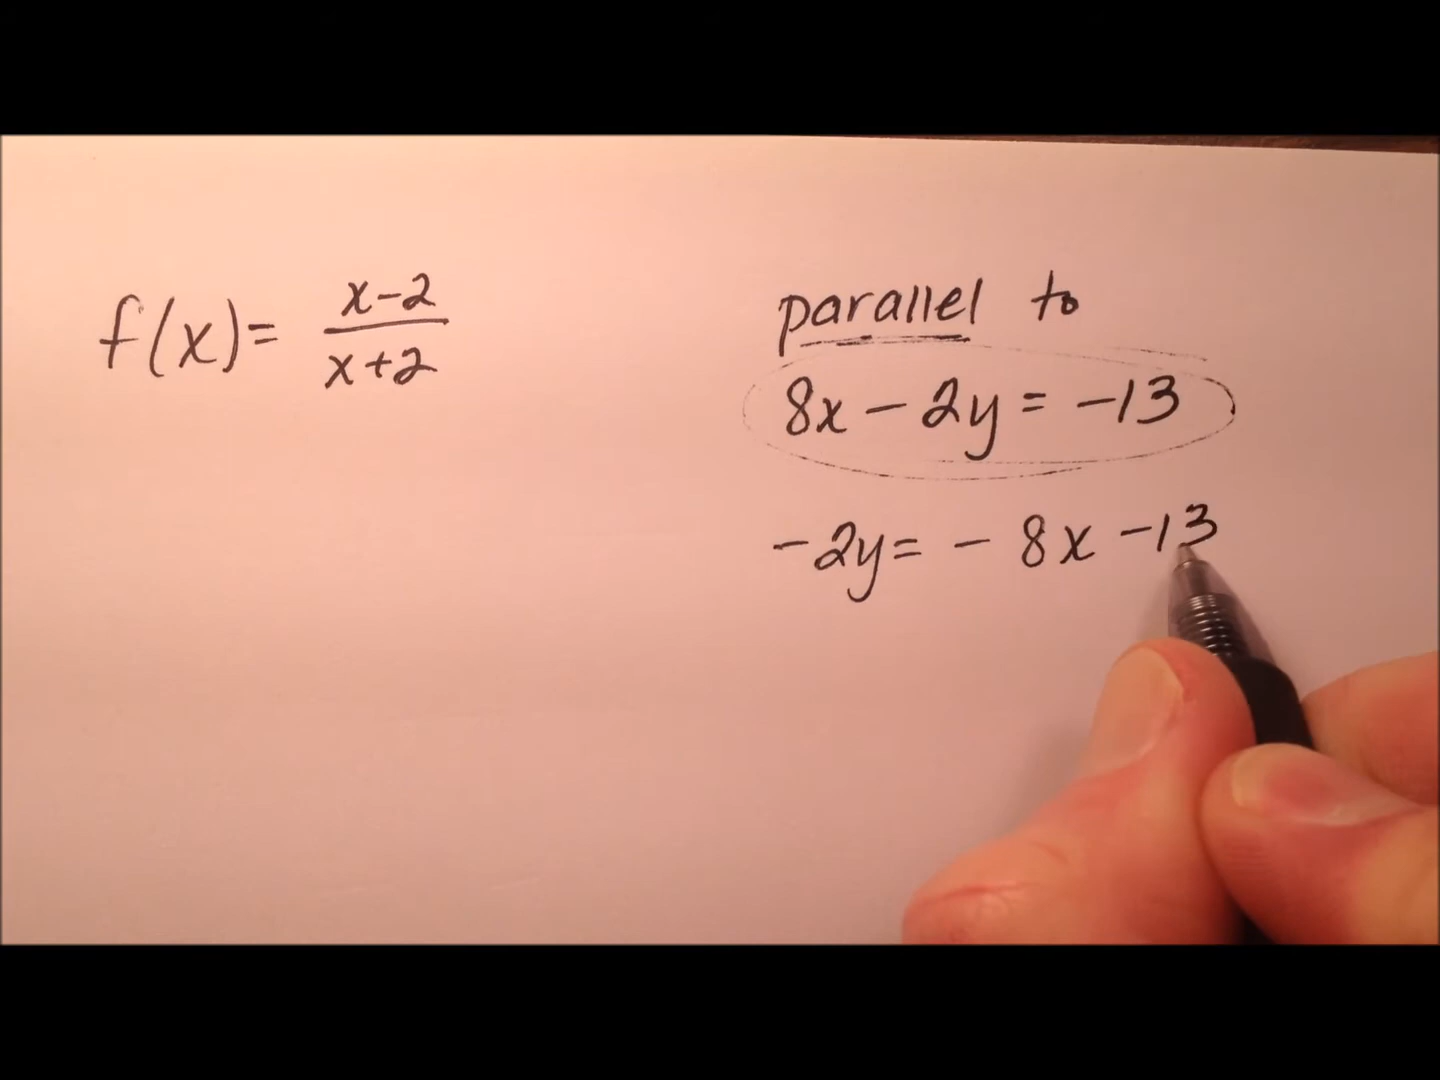 f(x) = x-2 / x+2
parallel to
8x - 2y = -13
-2y = - 8x -13